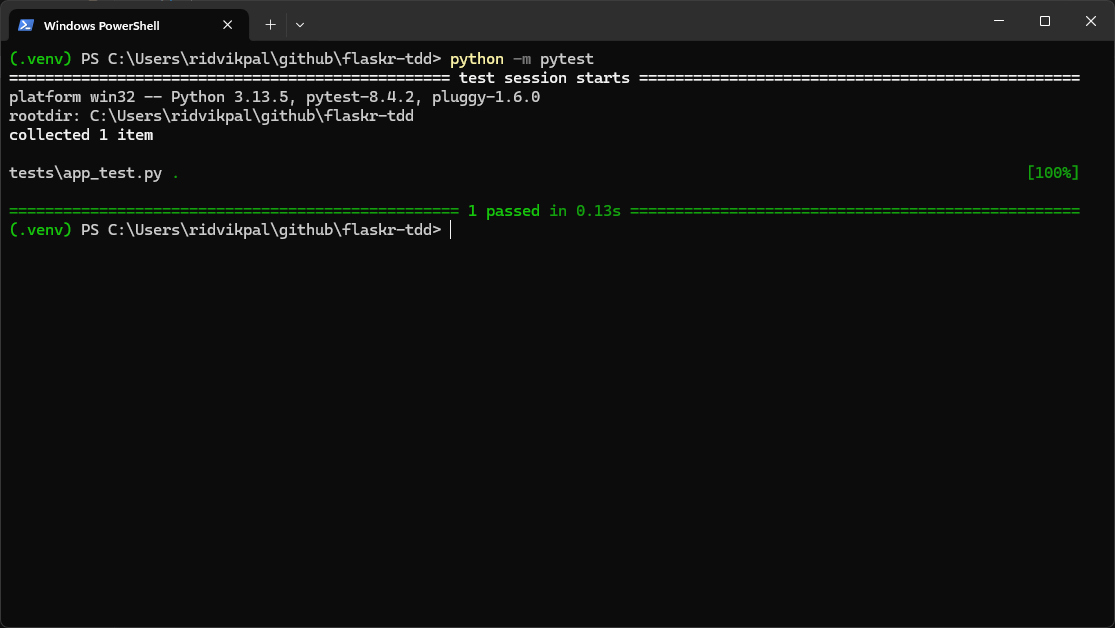 Windows PowerShell
(.venv) PS C:\Users\ridvikpal\github\flaskr-tdd> python -m pytest
================================================= test session starts =================================================
platform win32 -- Python 3.13.5, pytest-8.4.2, pluggy-1.6.0
rootdir: C:\Users\ridvikpal\github\flaskr-tdd
collected 1 item
tests\app_test.py . [100%]
================================================== 1 passed in 0.13s ==================================================
(.venv) PS C:\Users\ridvikpal\github\flaskr-tdd>